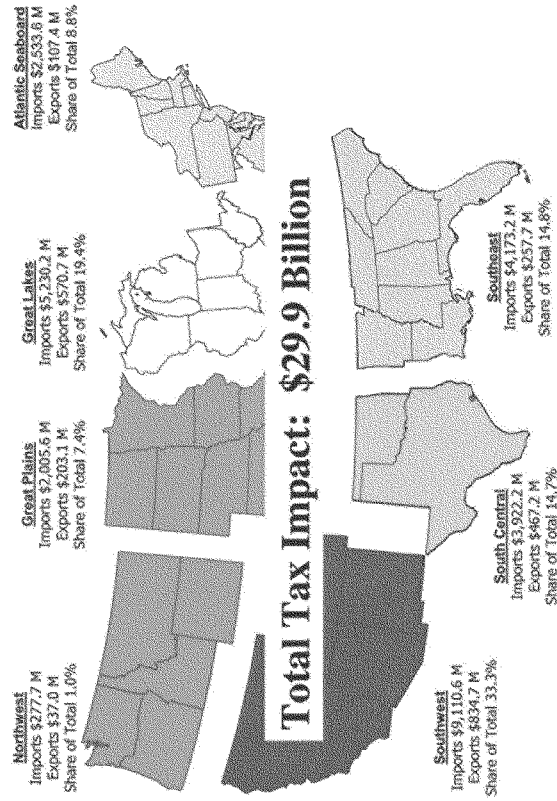 Northwest
Imports $277.7 M
Exports $37.0 M
Share of Total 1.0%
Great Plains
Imports $2,005.6 M
Exports $203.1 M
Share of Total 7.4%
Great Lakes
Imports $5,230.2 M
Exports $570.7 M
Share of Total 19.4%
Atlantic Seaboard
Imports $2,533.6 M
Exports $107.4 M
Share of Total 8.8%
Total Tax Impact: $29.9 Billion
Southwest
Imports $9,110.6 M
Exports $834.7 M
Share of Total 33.3%
South Central
Imports $3,922.2 M
Exports $467.2 M
Share of Total 14.7%
Southeast
Imports $4,173.2 M
Exports $257.7 M
Share of Total 14.8%